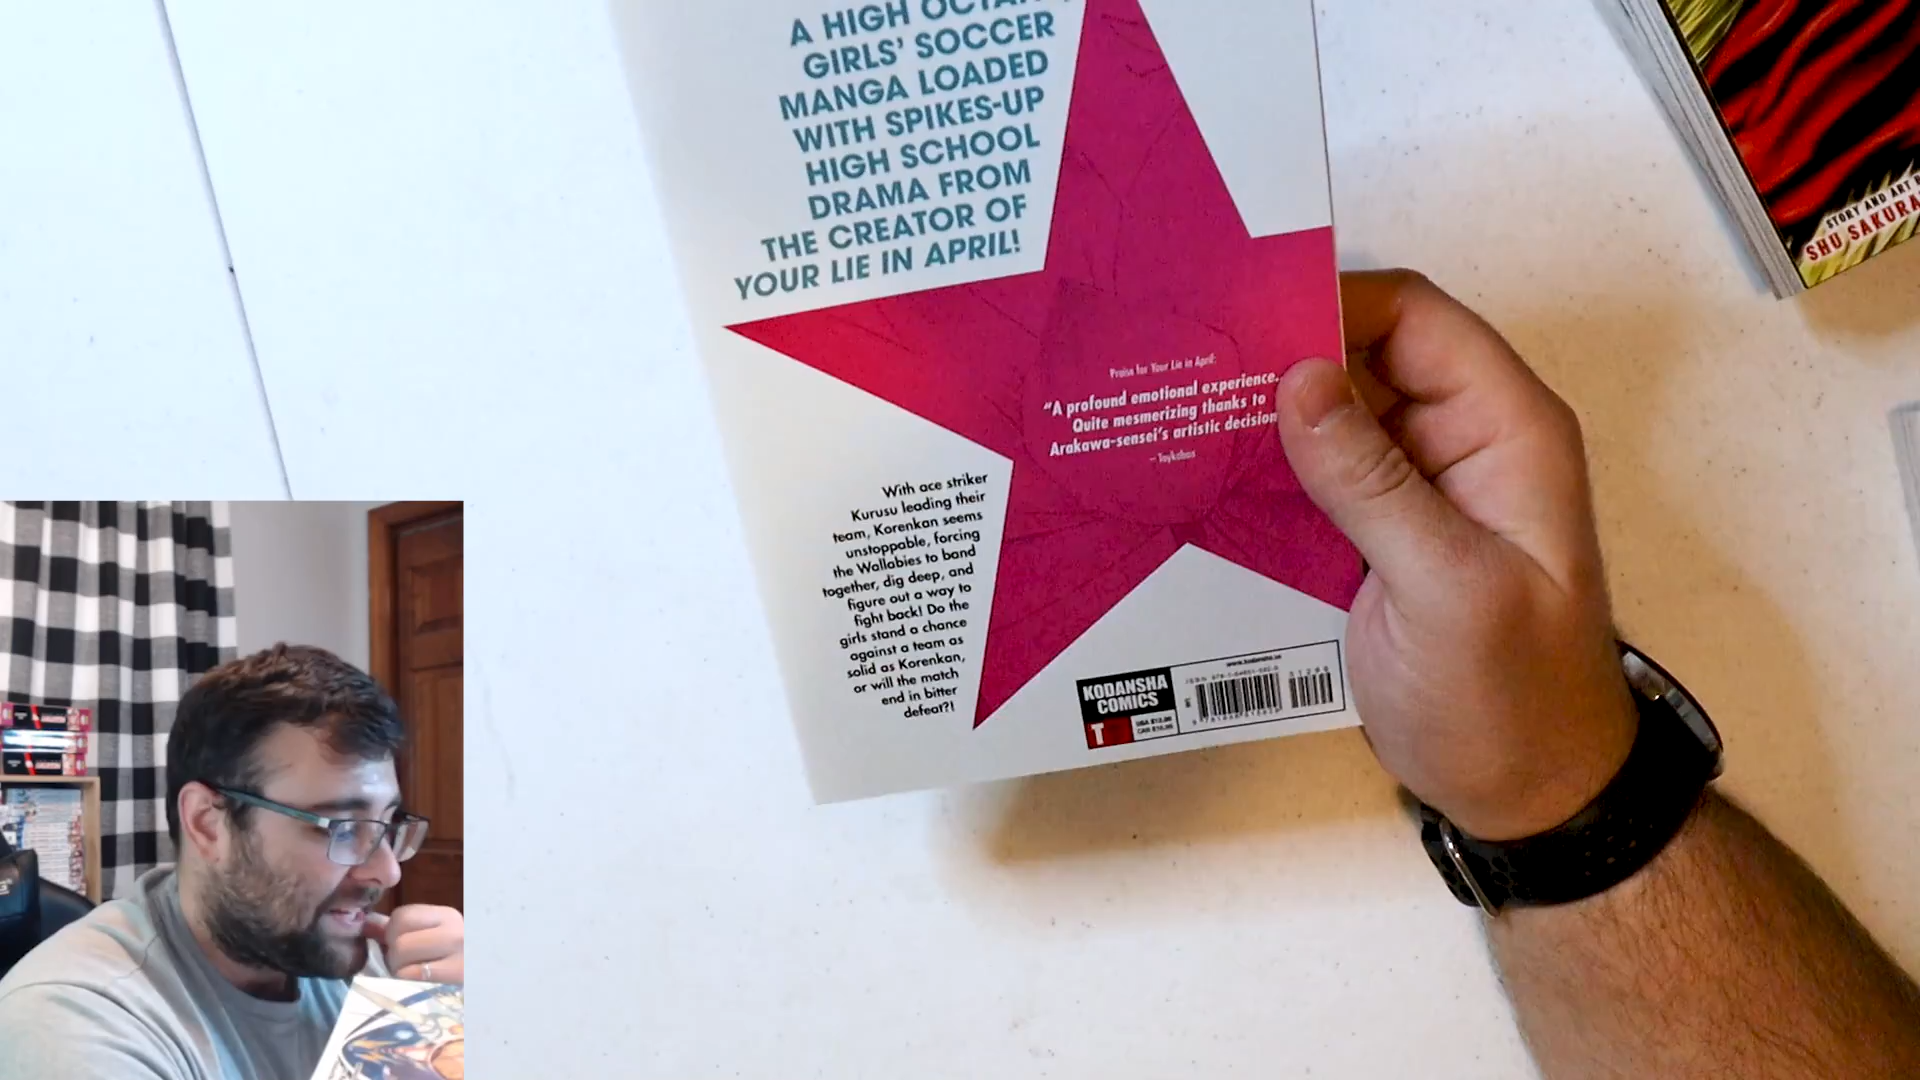 A HIGH
GIRLS' SOCCER
MANGA LOADED
WITH SPIKES-UP
HIGH SCHOOL
DRAMA FROM
THE CREATOR OF
YOUR LIE IN APRIL!
Praise for Your Lie in April:
"A profound emotional experience.
Quite mesmerizing thanks to
Arakawa-sensei's artistic decision
With ace striker
Kurusu leading their
team, Korenkan seems
unstoppable, forcing
the Wallabies to band
together, dig deep, and
figure out a way to
fight back! Do the
girls stand a chance
against a team as
solid as Korenkan,
or will the match
end in bitter
defeat?!
KODANSHA
COMICS
T
STORY AND ART
SHU SAKURA